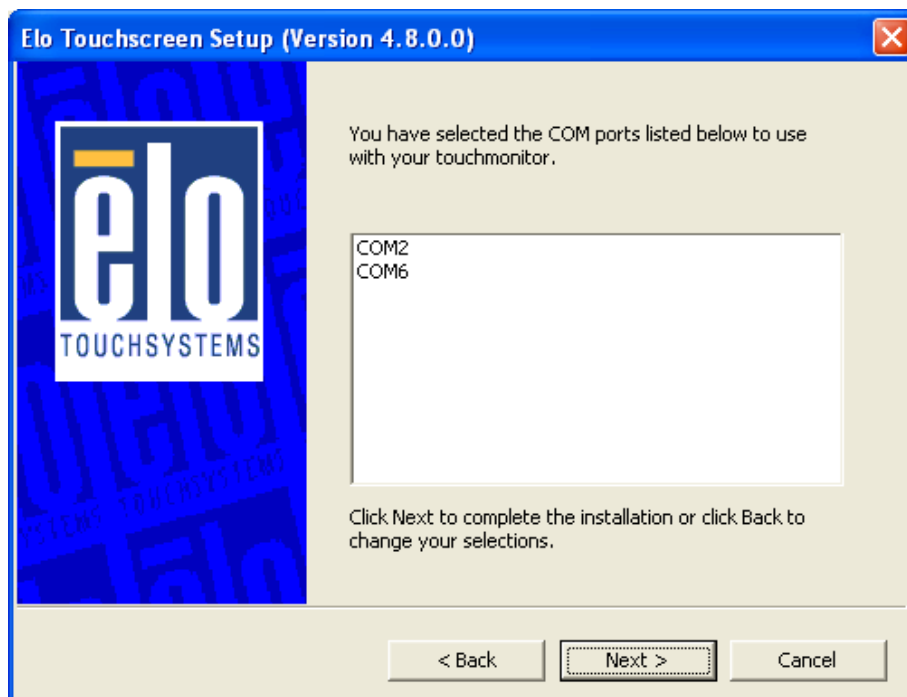 Elo Touchscreen Setup (Version 4.8.0.0)
ēlo
TOUCHSYSTEMS
You have selected the COM ports listed below to use
with your touchmonitor.
COM2
COM6
Click Next to complete the installation or click Back to
change your selections.
< Back
Next >
Cancel